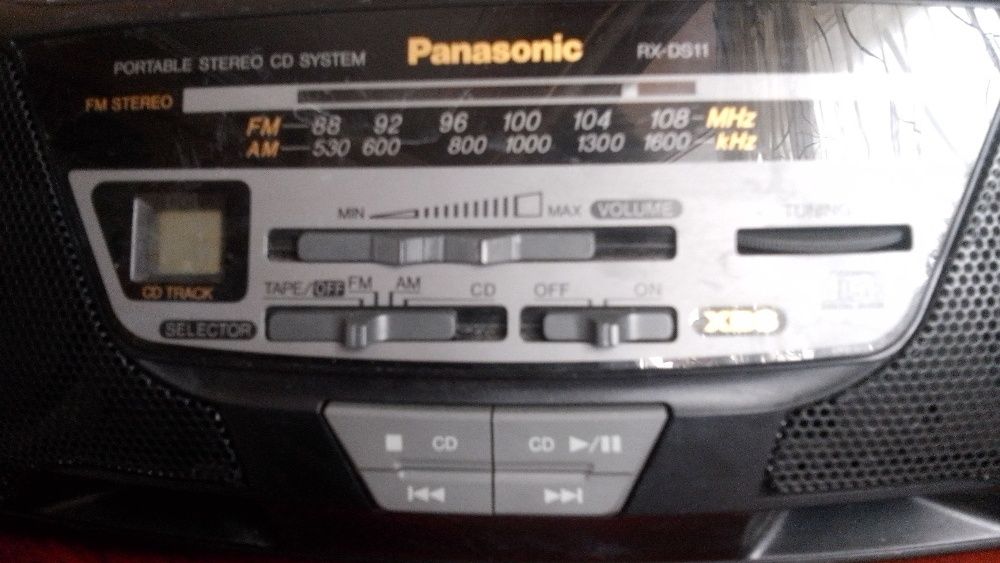 Panasonic
PORTABLE STEREO CD SYSTEM RX-DS11
FM STEREO
FM 88 92 96 100 104 108 MHz
AM 530 600 800 1000 1300 1600 kHz
MIN MAX VOLUME TUNING
CD TRACK
TAPE/OFF FM AM CD OFF ON
SELECTOR XBS
■ CD CD ▶/❚❚
|◀◀ ▶▶|